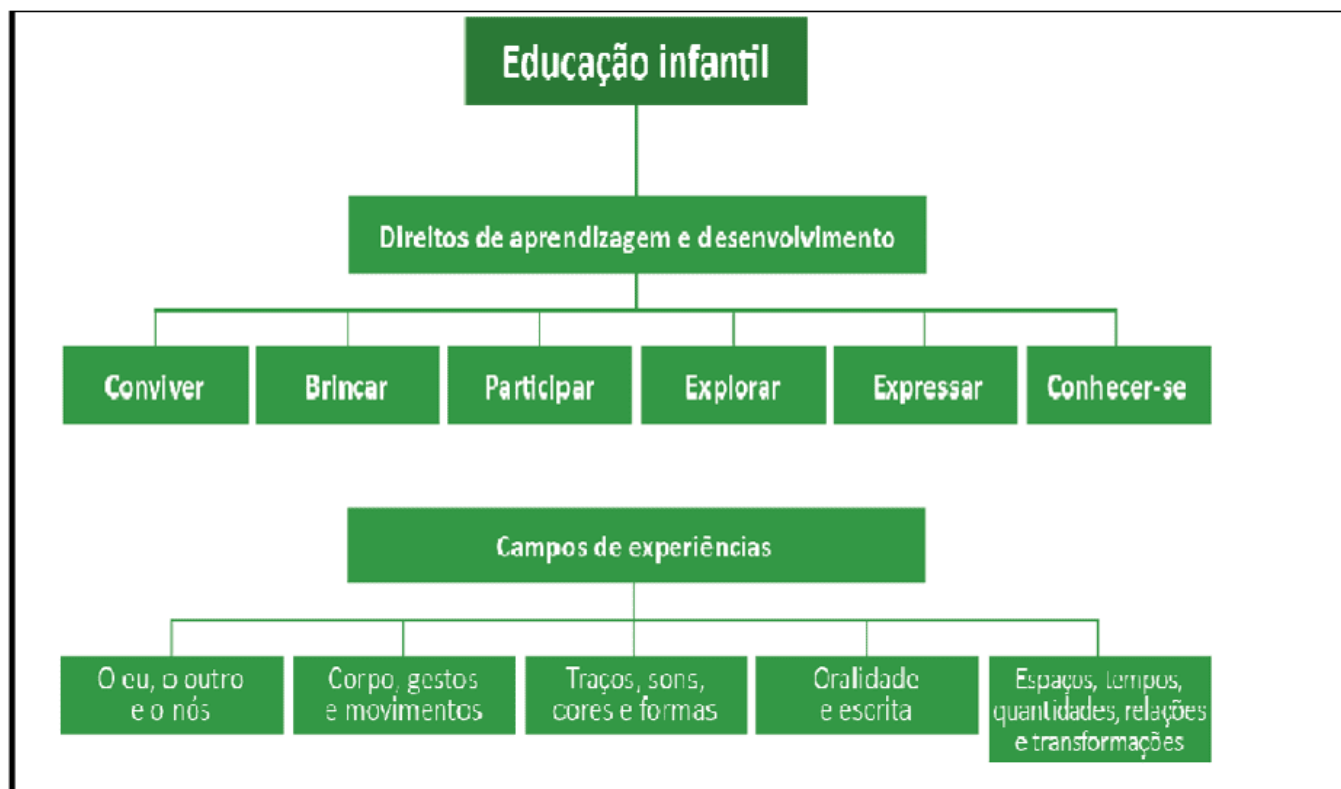 Educação infantil
Direitos de aprendizagem e desenvolvimento
Conviver
Brincar
Participar
Explorar
Expressar
Conhecer-se
Campos de experiências
O eu, o outro
e o nós
Corpo, gestos
e movimentos
Traços, sons,
cores e formas
Oralidade
e escrita
Espaços, tempos,
quantidades, relações
e transformações